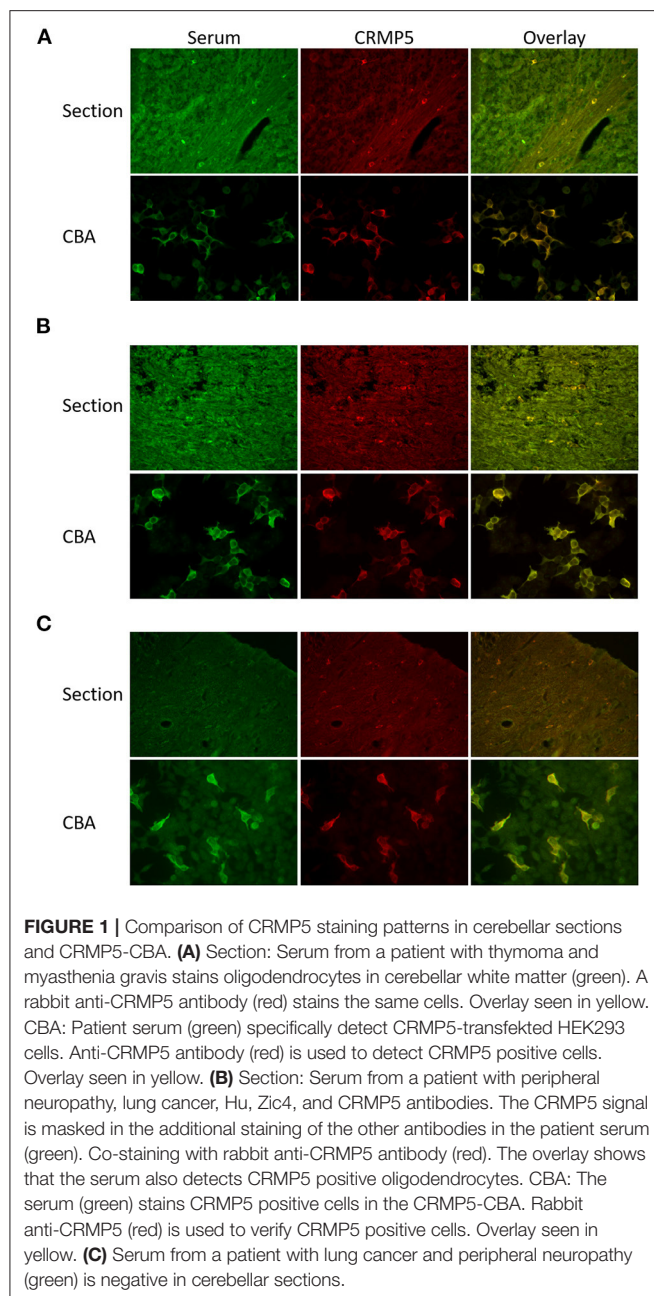 A
Serum CRMP5 Overlay
Section
CBA
B
Section
CBA
C
Section
CBA
FIGURE 1 | Comparison of CRMP5 staining patterns in cerebellar sections
and CRMP5-CBA. (A) Section: Serum from a patient with thymoma and
myasthenia gravis stains oligodendrocytes in cerebellar white matter (green). A
rabbit anti-CRMP5 antibody (red) stains the same cells. Overlay seen in yellow.
CBA: Patient serum (green) specifically detect CRMP5-transfekted HEK293
cells. Anti-CRMP5 antibody (red) is used to detect CRMP5 positive cells.
Overlay seen in yellow. (B) Section: Serum from a patient with peripheral
neuropathy, lung cancer, Hu, Zic4, and CRMP5 antibodies. The CRMP5 signal
is masked in the additional staining of the other antibodies in the patient serum
(green). Co-staining with rabbit anti-CRMP5 antibody (red). The overlay shows
that the serum also detects CRMP5 positive oligodendrocytes. CBA: The
serum (green) stains CRMP5 positive cells in the CRMP5-CBA. Rabbit
anti-CRMP5 (red) is used to verify CRMP5 positive cells. Overlay seen in
yellow. (C) Serum from a patient with lung cancer and peripheral neuropathy
(green) is negative in cerebellar sections.